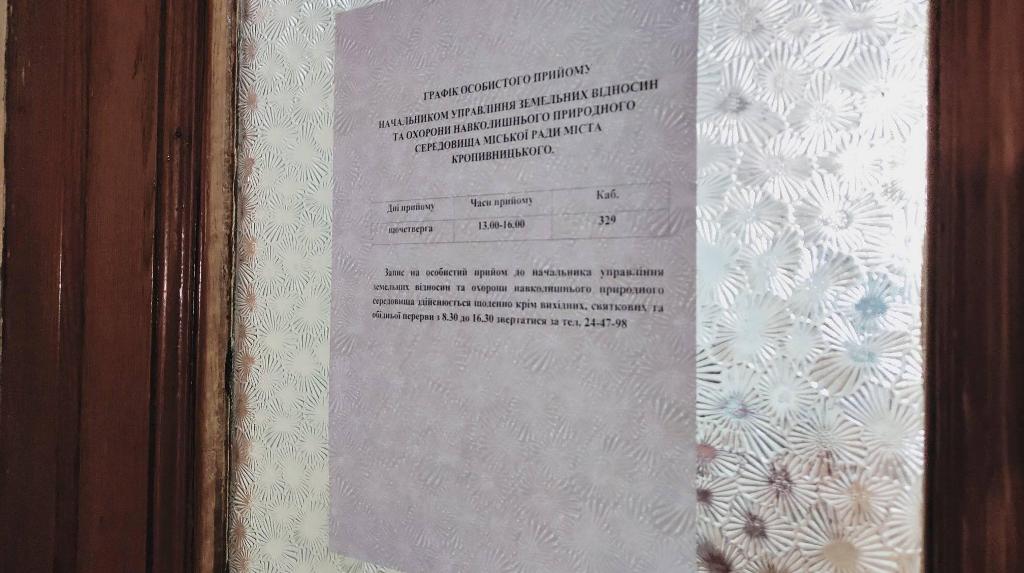 ГРАФІК ОСОБИСТОГО ПРИЙОМУ
НАЧАЛЬНИКОМ УПРАВЛІННЯ ЗЕМЕЛЬНИХ ВІДНОСИН
ТА ОХОРОНИ НАВКОЛИШНЬОГО ПРИРОДНОГО
СЕРЕДОВИЩА МІСЬКОЇ РАДИ МІСТА
КРОПИВНИЦЬКОГО.
Дні прийому Часи прийому Каб.
щочетверга 13.00-16.00 329
Запис на особистий прийом до начальника управління
земельних відносин та охорони навколишнього природного
середовища здійснюється щоденно крім вихідних, святкових та
обідньої перерви з 8.30 до 16.30 звертатися за тел. 24-47-98